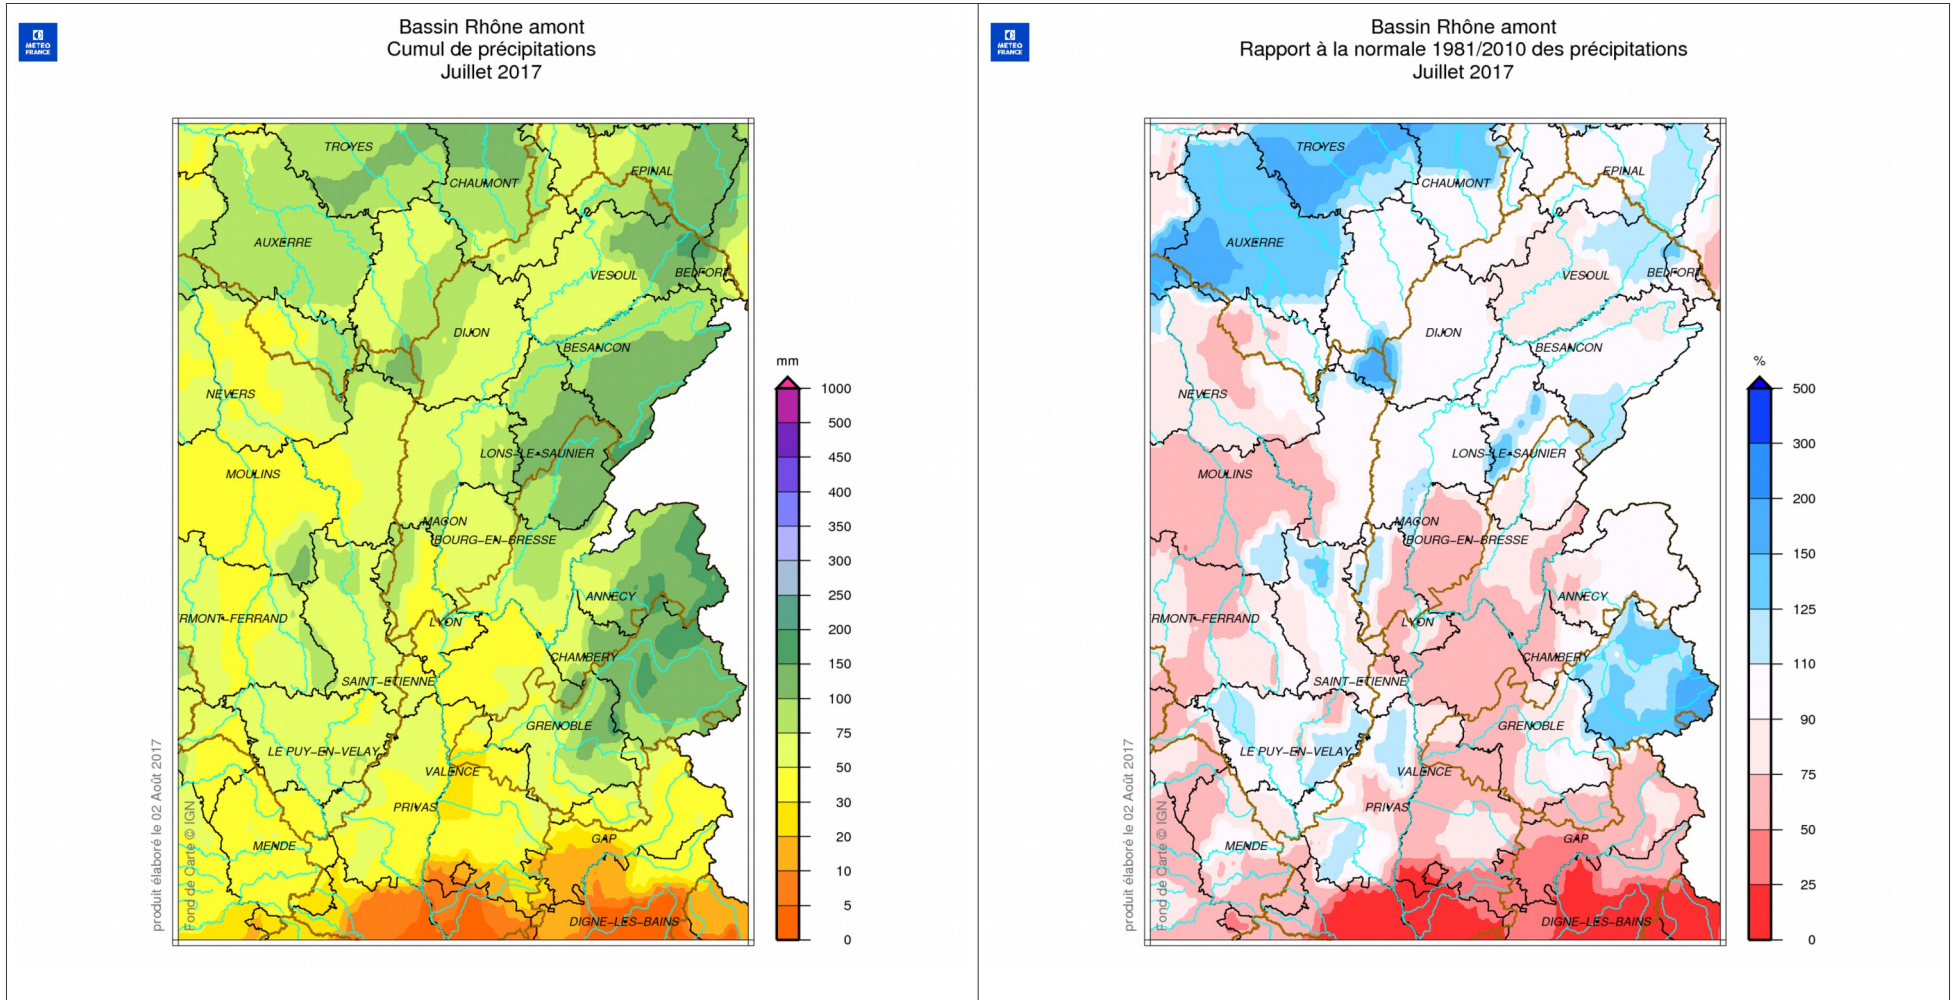 METEO
FRANCE
Bassin Rhône amont
Cumul de précipitations
Juillet 2017
TROYES
CHAUMONT
EPINAL
AUXERRE
VESOUL
BELFORT
DIJON
BESANCON
NEVERS
LONS-LE-SAUNIER
MOULINS
MACON
BOURG-EN-BRESSE
ANNECY
RMONT-FERRAND
LYON
CHAMBERY
SAINT-ETIENNE
GRENOBLE
LE PUY-EN-VELAY
VALENCE
PRIVAS
GAP
MENDE
DIGNE-LES-BAINS
mm
1000
500
450
400
350
300
250
200
150
100
75
50
30
20
10
5
0
produit élaboré le 02 Août 2017
Fond de Carte © IGN
METEO
FRANCE
Bassin Rhône amont
Rapport à la normale 1981/2010 des précipitations
Juillet 2017
TROYES
CHAUMONT
EPINAL
AUXERRE
VESOUL
BELFORT
DIJON
BESANCON
NEVERS
LONS-LE-SAUNIER
MOULINS
MACON
BOURG-EN-BRESSE
ANNECY
RMONT-FERRAND
LYON
CHAMBERY
SAINT-ETIENNE
GRENOBLE
LE PUY-EN-VELAY
VALENCE
PRIVAS
GAP
MENDE
DIGNE-LES-BAINS
%
500
300
200
150
125
110
90
75
50
25
0
produit élaboré le 02 Août 2017
Fond de Carte © IGN